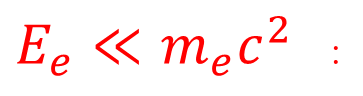 𝐸ₑ ≪ 𝑚ₑ𝑐² :